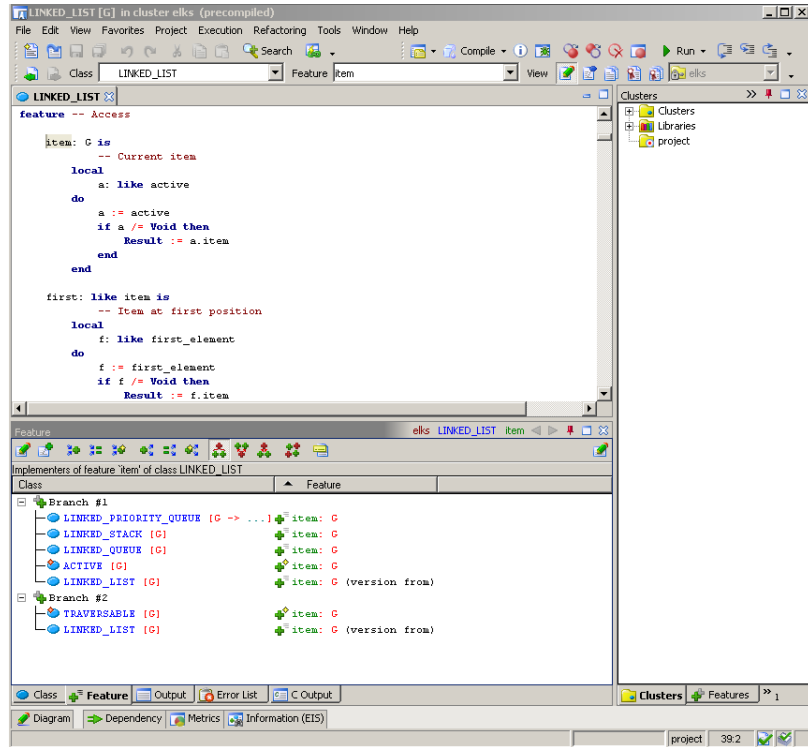 LINKED_LIST [G] in cluster elks (precompiled)
File Edit View Favorites Project Execution Refactoring Tools Window Help
Search Compile Run
Class LINKED_LIST Feature item View elks
LINKED_LIST
feature -- Access
item: G is
-- Current item
local
a: like active
do
a := active
if a /= Void then
Result := a.item
end
end
first: like item is
-- Item at first position
local
f: like first_element
do
f := first_element
if f /= Void then
Result := f.item
Clusters
Clusters
Libraries
project
Feature elks LINKED_LIST item
Implementers of feature `item' of class LINKED_LIST
Class Feature
Branch #1
LINKED_PRIORITY_QUEUE [G -> ...] item: G
LINKED_STACK [G] item: G
LINKED_QUEUE [G] item: G
ACTIVE [G] item: G
LINKED_LIST [G] item: G (version from)
Branch #2
TRAVERSABLE [G] item: G
LINKED_LIST [G] item: G (version from)
Class Feature Output Error List C Output
Clusters Features »1
Diagram Dependency Metrics Information (EIS)
project 39:2